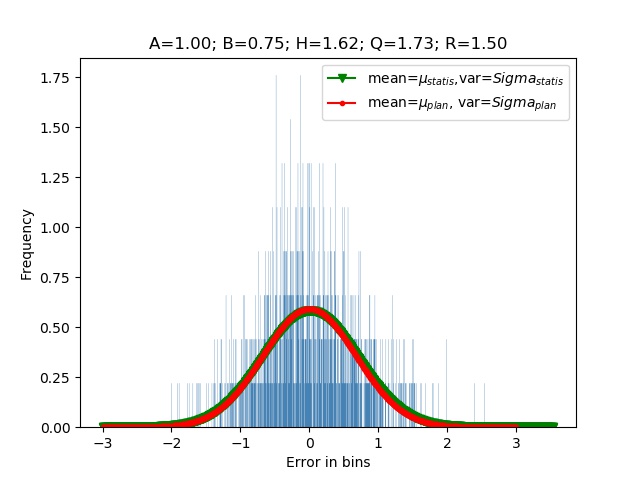 A=1.00; B=0.75; H=1.62; Q=1.73; R=1.50
mean=μstatis,var=Sigmastatis
mean=μplan, var=Sigmaplan
1.75
1.50
1.25
1.00
0.75
0.50
0.25
0.00
Frequency
−3 −2 −1 0 1 2 3
Error in bins